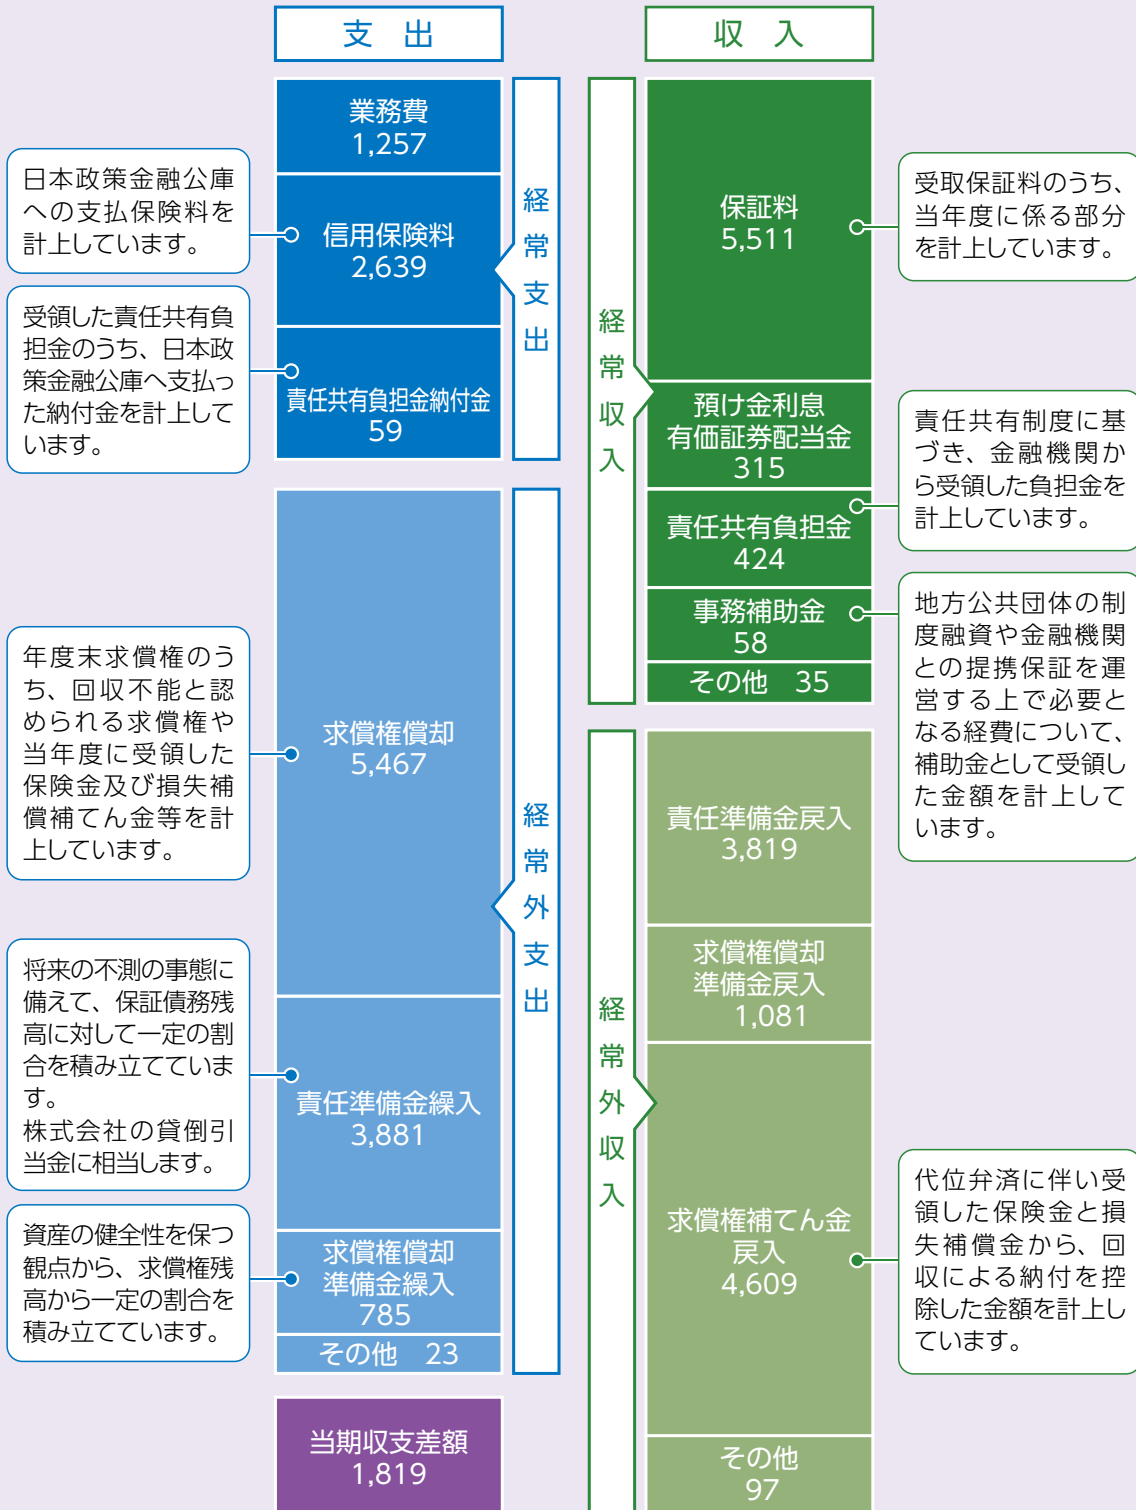 支出
業務費
1,257
信用保険料
2,639
責任共有負担金納付金
59
経常支出
日本政策金融公庫
への支払保険料を
計上しています。
受領した責任共有負
担金のうち、日本政
策金融公庫へ支払っ
た納付金を計上して
います。
求償権償却
5,467
責任準備金繰入
3,881
求償権償却
準備金繰入
785
その他 23
経常外支出
年度末求償権のう
ち、回収不能と認
められる求償権や
当年度に受領した
保険金及び損失補
償補てん金等を計
上しています。
将来の不測の事態に
備えて、保証債務残
高に対して一定の割
合を積み立てていま
す。
株式会社の貸倒引
当金に相当します。
資産の健全性を保つ
観点から、求償権残
高から一定の割合を
積み立てています。
当期収支差額
1,819
収入
経常収入
保証料
5,511
預け金利息
有価証券配当金
315
責任共有負担金
424
事務補助金
58
その他 35
受取保証料のうち、
当年度に係る部分
を計上しています。
責任共有制度に基
づき、金融機関か
ら受領した負担金を
計上しています。
地方公共団体の制
度融資や金融機関
との提携保証を運
営する上で必要と
なる経費について、
補助金として受領し
た金額を計上して
います。
経常外収入
責任準備金戻入
3,819
求償権償却
準備金戻入
1,081
求償権補てん金
戻入
4,609
その他
97
代位弁済に伴い受
領した保険金と損
失補償金から、回
収による納付を控
除した金額を計上し
ています。